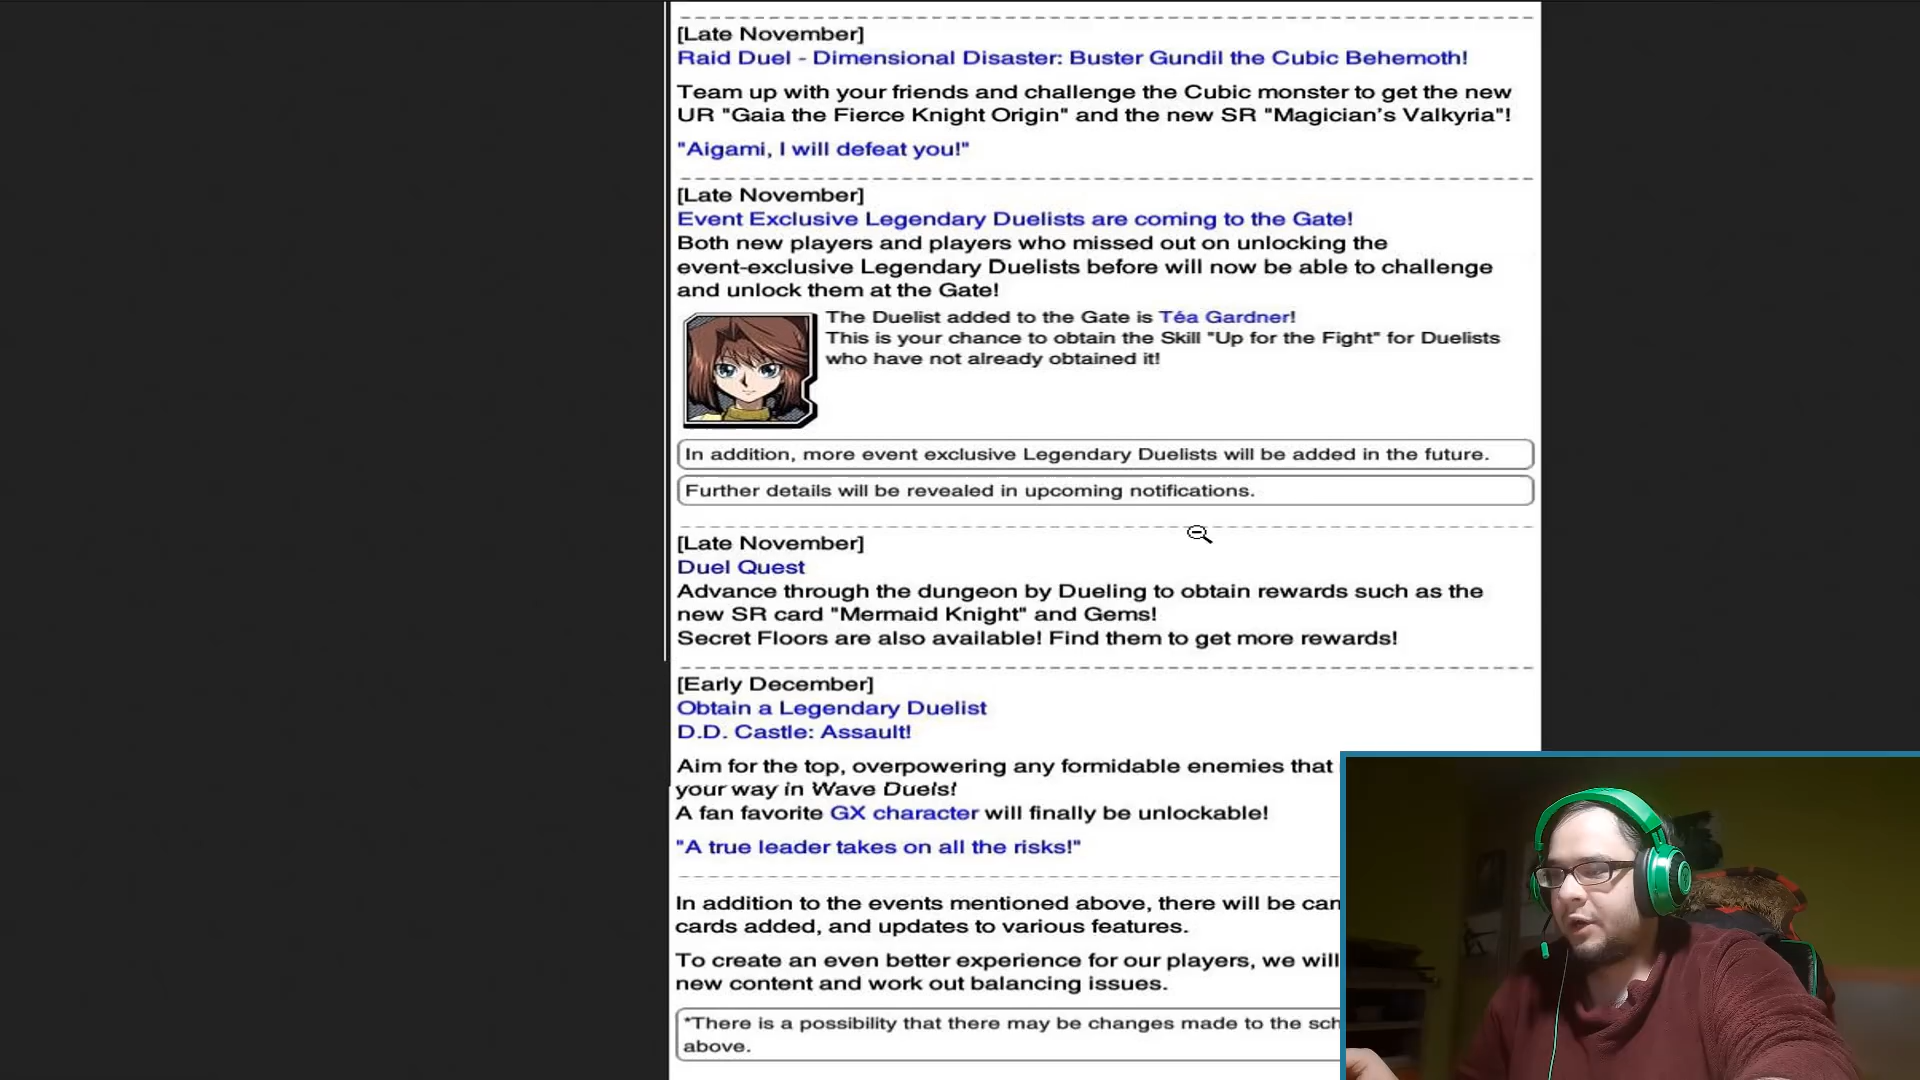 [Late November]
Raid Duel - Dimensional Disaster: Buster Gundil the Cubic Behemoth!
Team up with your friends and challenge the Cubic monster to get the new
UR "Gaia the Fierce Knight Origin" and the new SR "Magician's Valkyria"!
"Aigami, I will defeat you!"
[Late November]
Event Exclusive Legendary Duelists are coming to the Gate!
Both new players and players who missed out on unlocking the
event-exclusive Legendary Duelists before will now be able to challenge
and unlock them at the Gate!
The Duelist added to the Gate is Téa Gardner!
This is your chance to obtain the Skill "Up for the Fight" for Duelists
who have not already obtained it!
In addition, more event exclusive Legendary Duelists will be added in the future.
Further details will be revealed in upcoming notifications.
[Late November]
Duel Quest
Advance through the dungeon by Dueling to obtain rewards such as the
new SR card "Mermaid Knight" and Gems!
Secret Floors are also available! Find them to get more rewards!
[Early December]
Obtain a Legendary Duelist
D.D. Castle: Assault!
Aim for the top, overpowering any formidable enemies that
your way in Wave Duels!
A fan favorite GX character will finally be unlockable!
"A true leader takes on all the risks!"
In addition to the events mentioned above, there will be
cards added, and updates to various features.
To create an even better experience for our players, we will
new content and work out balancing issues.
*There is a possibility that there may be changes made to the
above.